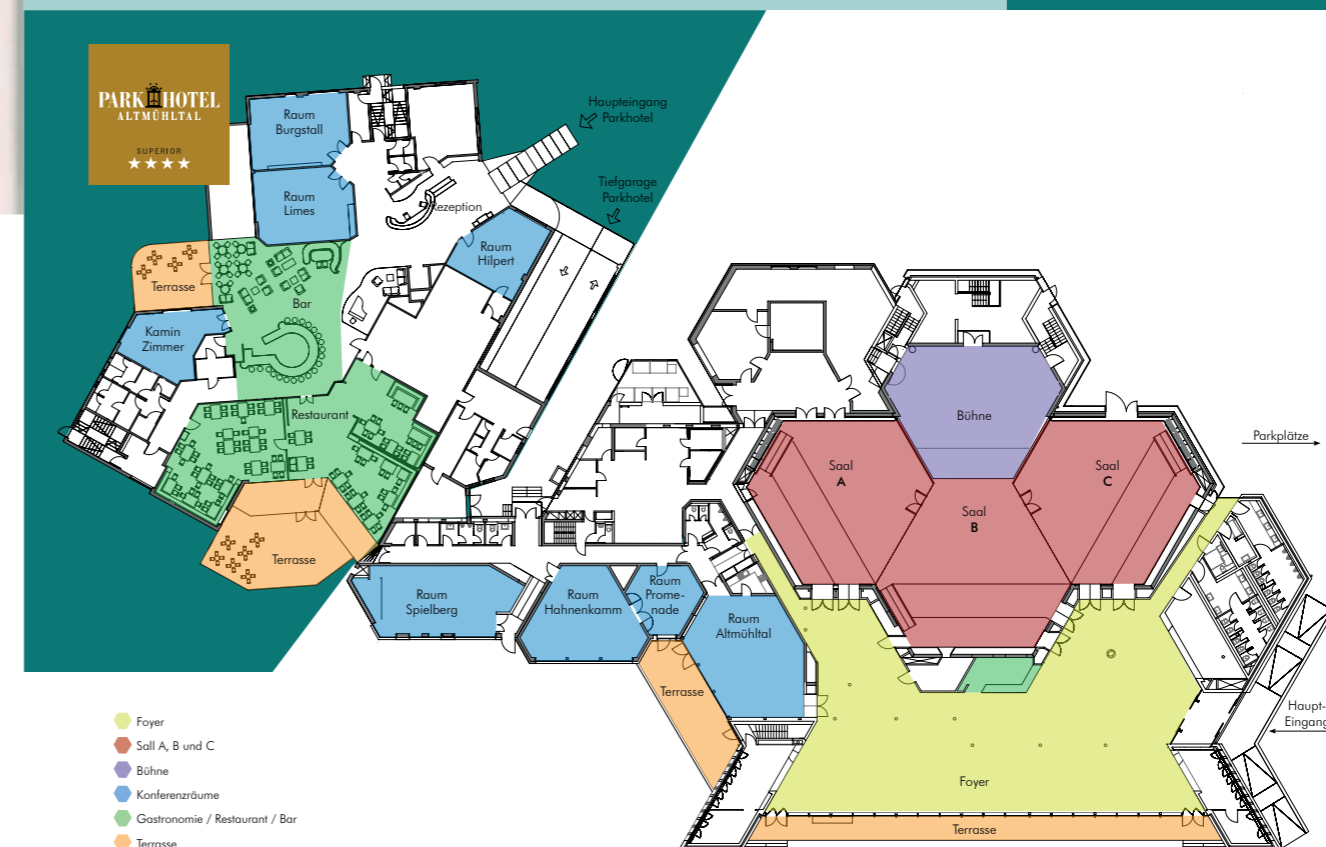 PARK HOTEL
ALTMÜHLTAL
SUPERIOR
Haupteingang
Parkhotel
Tiefgarage
Parkhotel
Raum
Burgstall
Raum
Limes
Rezeption
Raum
Hilpert
Terrasse
Bar
Kamin
Zimmer
Restaurant
Terrasse
Bühne
Saal
A
Saal
B
Saal
C
Parkplätze
Raum
Spielberg
Raum
Hahnenkamm
Raum
Prome-
nade
Raum
Altmühltal
Terrasse
Haupt-
Eingang
Foyer
Terrasse
Foyer
Sall A, B und C
Bühne
Konferenzräume
Gastronomie / Restaurant / Bar
Terrasse